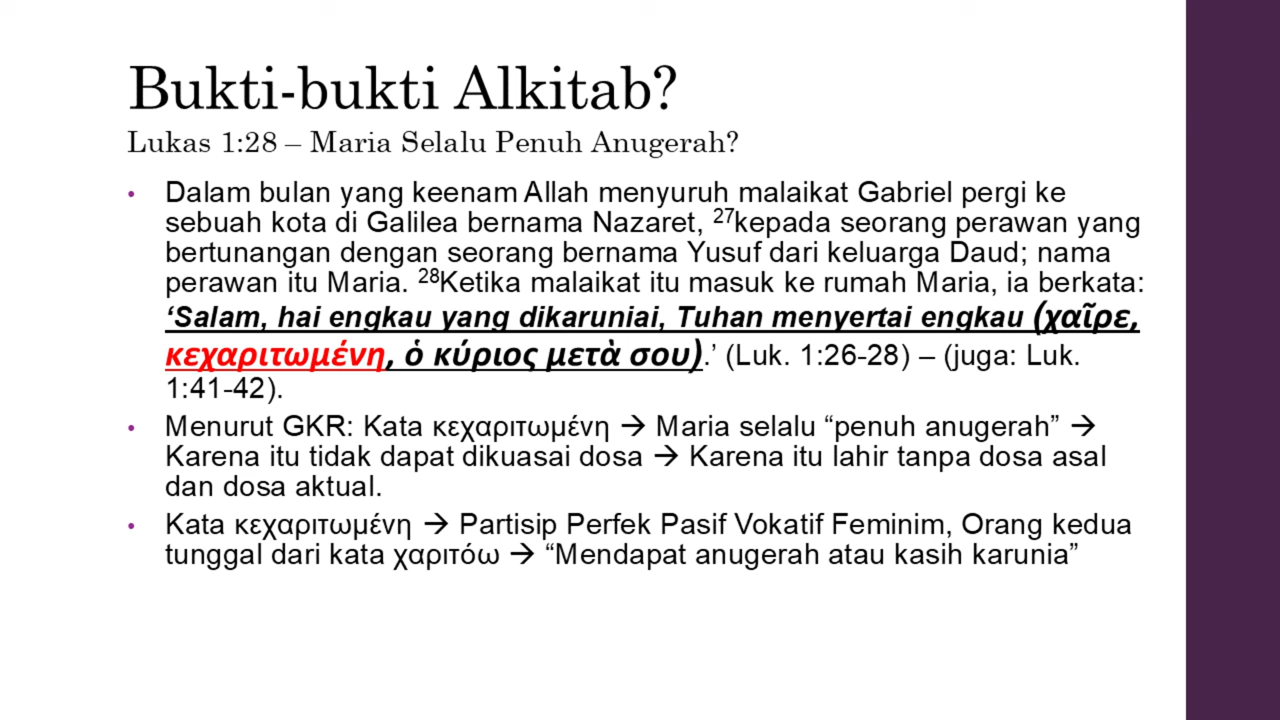 Bukti-bukti Alkitab?
Lukas 1:28 – Maria Selalu Penuh Anugerah?
• Dalam bulan yang keenam Allah menyuruh malaikat Gabriel pergi ke
sebuah kota di Galilea bernama Nazaret, ²⁷kepada seorang perawan yang
bertunangan dengan seorang bernama Yusuf dari keluarga Daud; nama
perawan itu Maria. ²⁸Ketika malaikat itu masuk ke rumah Maria, ia berkata:
‘Salam, hai engkau yang dikaruniai, Tuhan menyertai engkau (χαῖρε,
κεχαριτωμένη, ὁ κύριος μετὰ σου).’ (Luk. 1:26-28) – (juga: Luk.
1:41-42).
• Menurut GKR: Kata κεχαριτωμένη → Maria selalu “penuh anugerah” →
Karena itu tidak dapat dikuasai dosa → Karena itu lahir tanpa dosa asal
dan dosa aktual.
• Kata κεχαριτωμένη → Partisip Perfek Pasif Vokatif Feminim, Orang kedua
tunggal dari kata χαριτόω → “Mendapat anugerah atau kasih karunia”